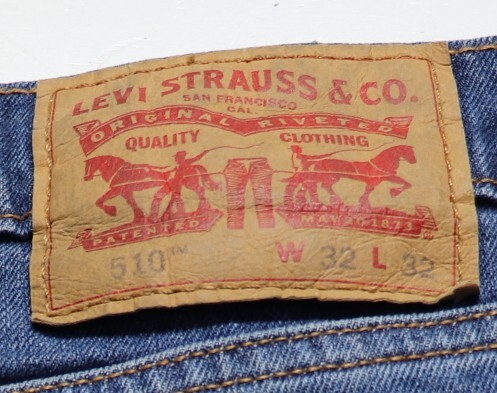 LEVI STRAUSS & CO.
SAN FRANCISCO
CAL.
ORIGINAL RIVETED
QUALITY CLOTHING
PATENTED MAY 20 1873
510™ W 32 L 32